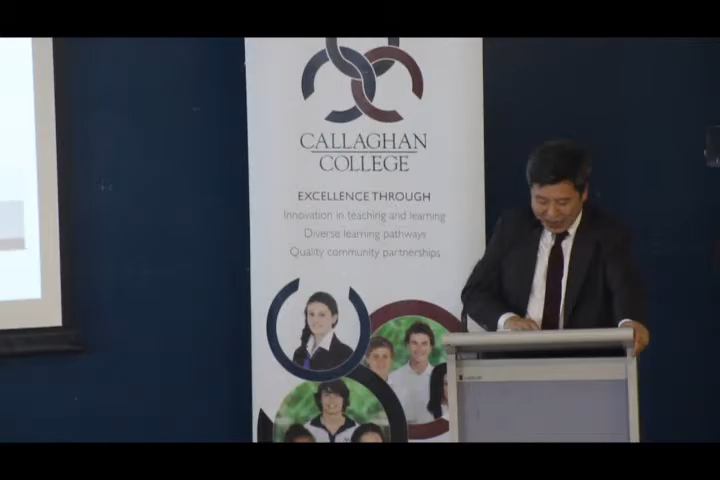 CALLAGHAN
COLLEGE
EXCELLENCE THROUGH
Innovation in teaching and learning
Diverse learning pathways
Quality community partnerships